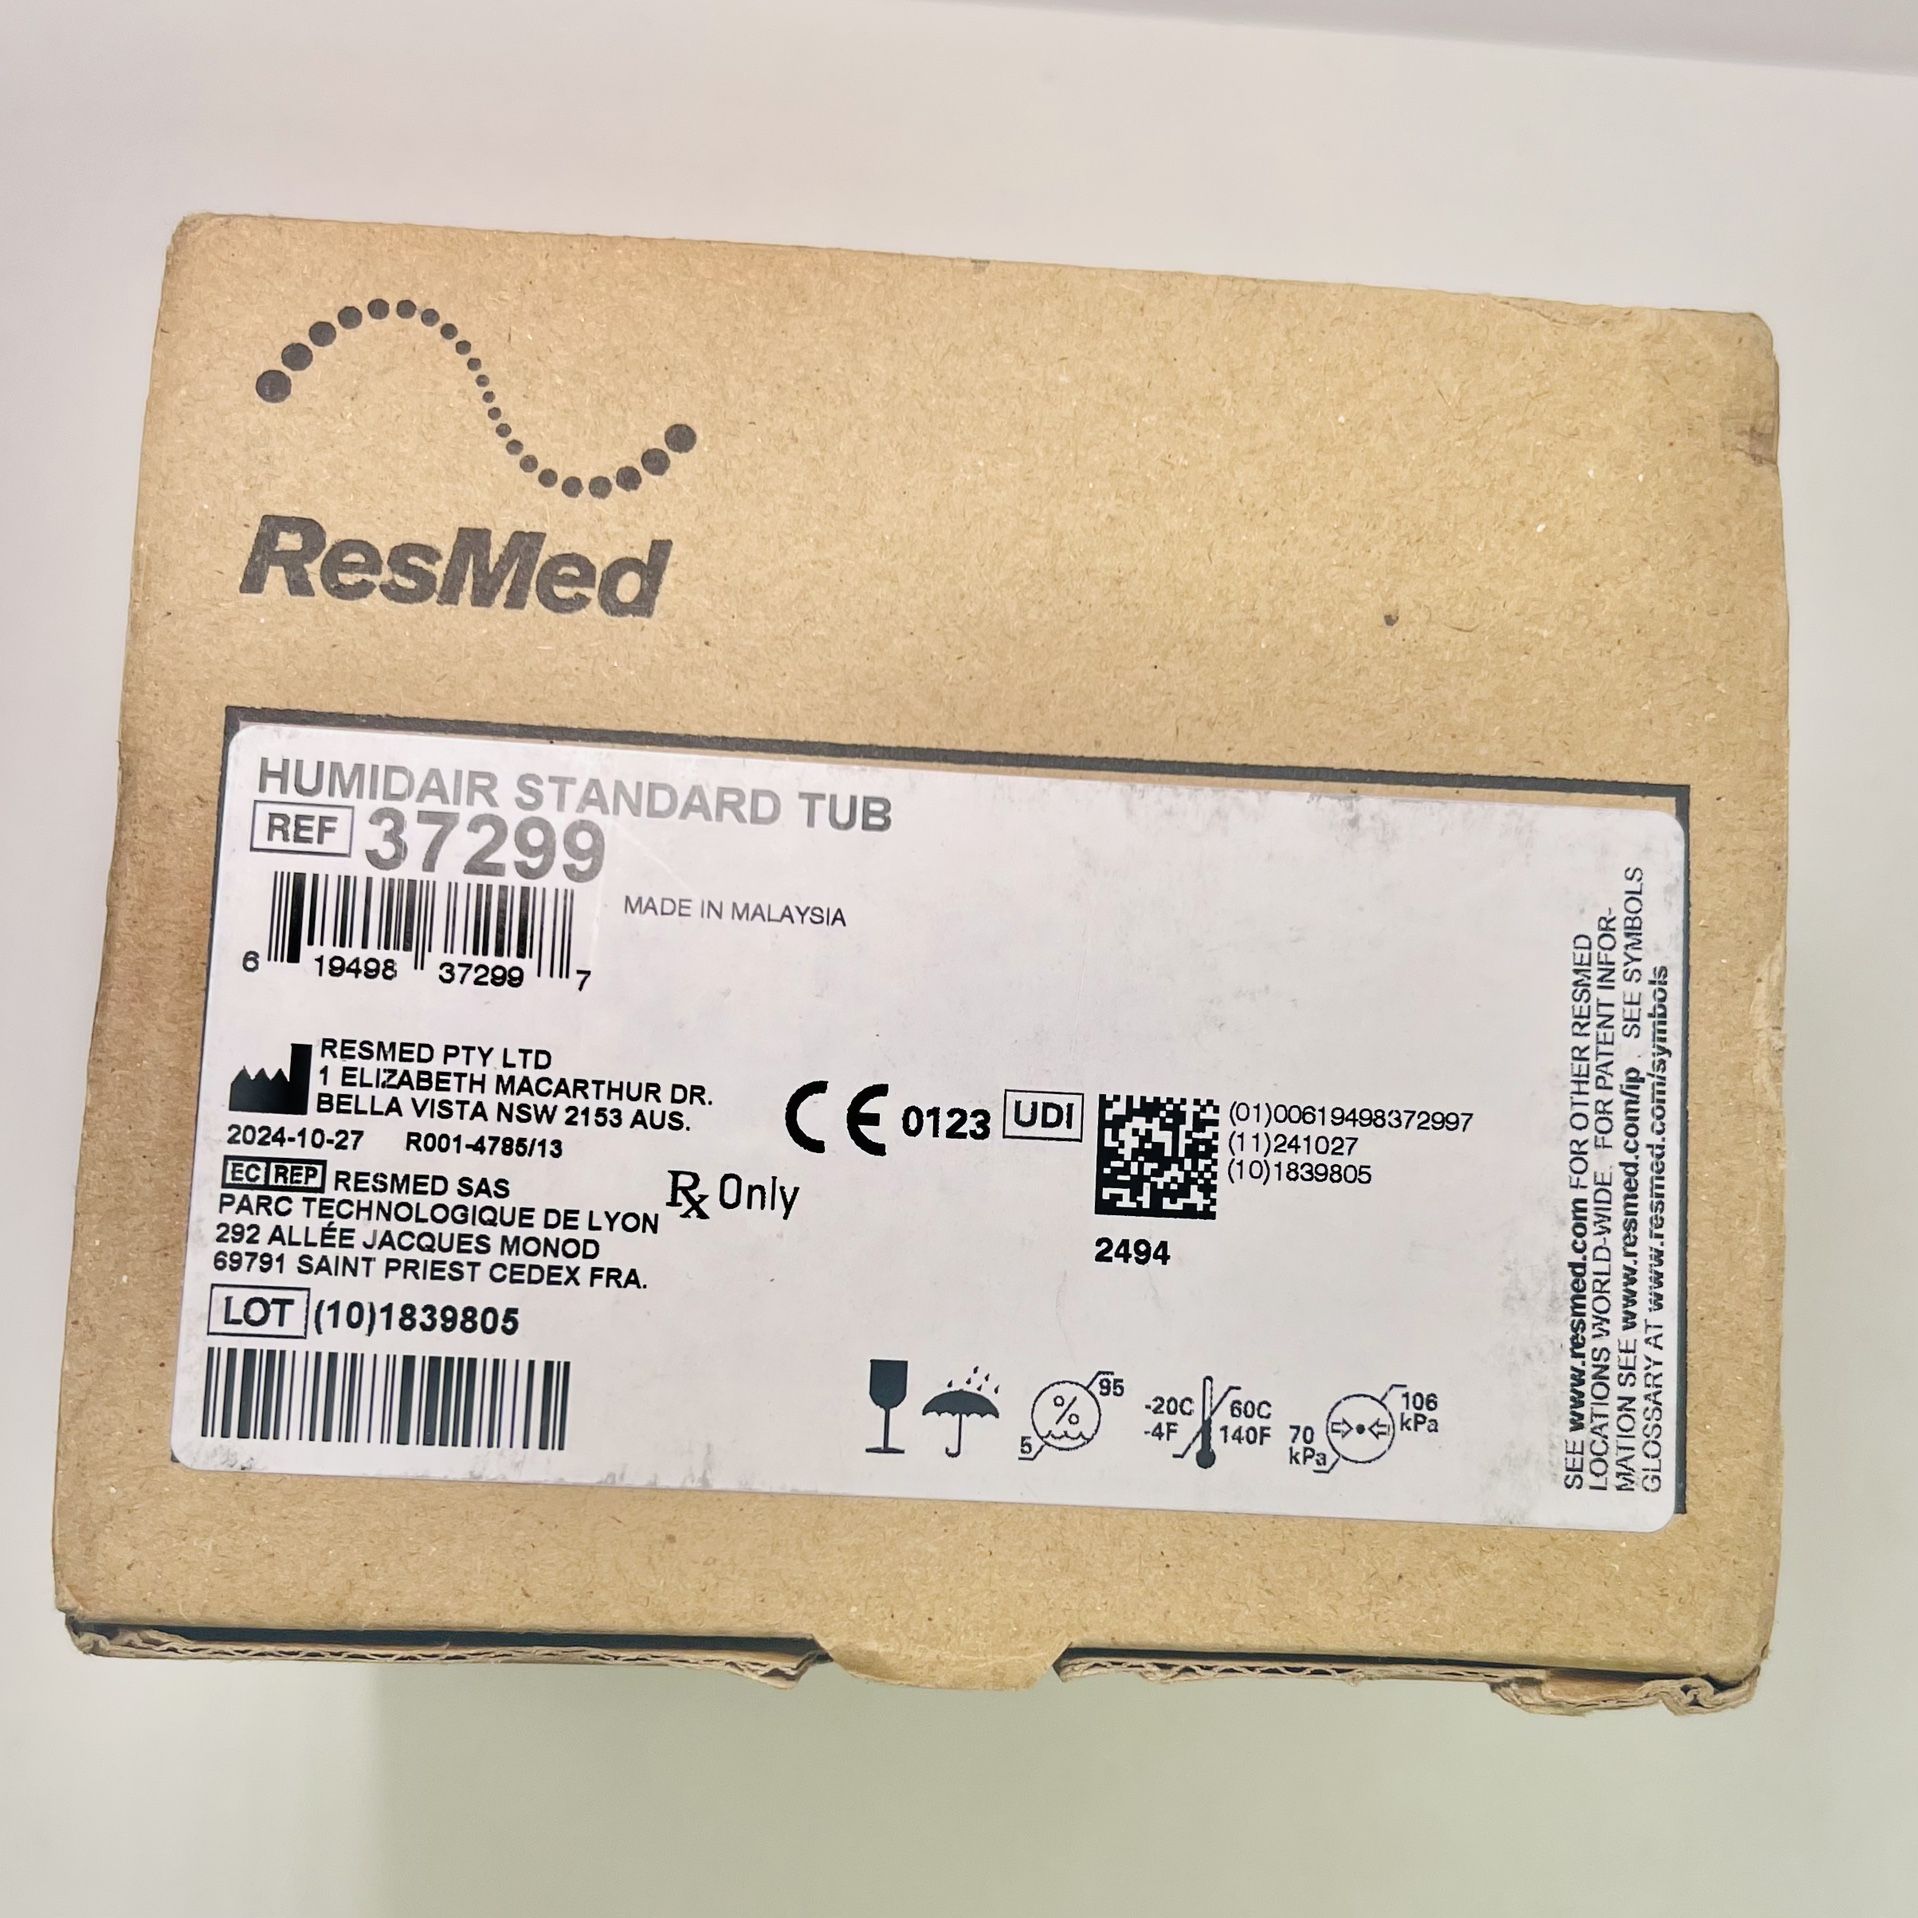 ResMed
HUMIDAIR STANDARD TUB
REF 37299
6 19498 37299 7
MADE IN MALAYSIA
RESMED PTY LTD
1 ELIZABETH MACARTHUR DR.
BELLA VISTA NSW 2153 AUS.
2024-10-27 R001-4785/13
EC REP RESMED SAS
PARC TECHNOLOGIQUE DE LYON
292 ALLÉE JACQUES MONOD
69791 SAINT PRIEST CEDEX FRA.
Rx Only
LOT (10)1839805
CE 0123 UDI
(01)00619498372997
(11)241027
(10)1839805
2494
% 95
5
-20C 60C
-4F 140F
106
kPa
70
kPa
SEE www.resmed.com FOR OTHER RESMED
LOCATIONS WORLD-WIDE. FOR PATENT INFOR-
MATION SEE www.resmed.com/ip . SEE SYMBOLS
GLOSSARY AT www.resmed.com/symbols